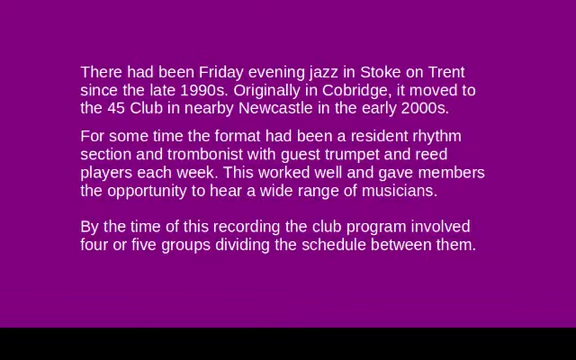 There had been Friday evening jazz in Stoke on Trent
since the late 1990s. Originally in Cobridge, it moved to
the 45 Club in nearby Newcastle in the early 2000s.
For some time the format had been a resident rhythm
section and trombonist with guest trumpet and reed
players each week. This worked well and gave members
the opportunity to hear a wide range of musicians.
By the time of this recording the club program involved
four or five groups dividing the schedule between them.